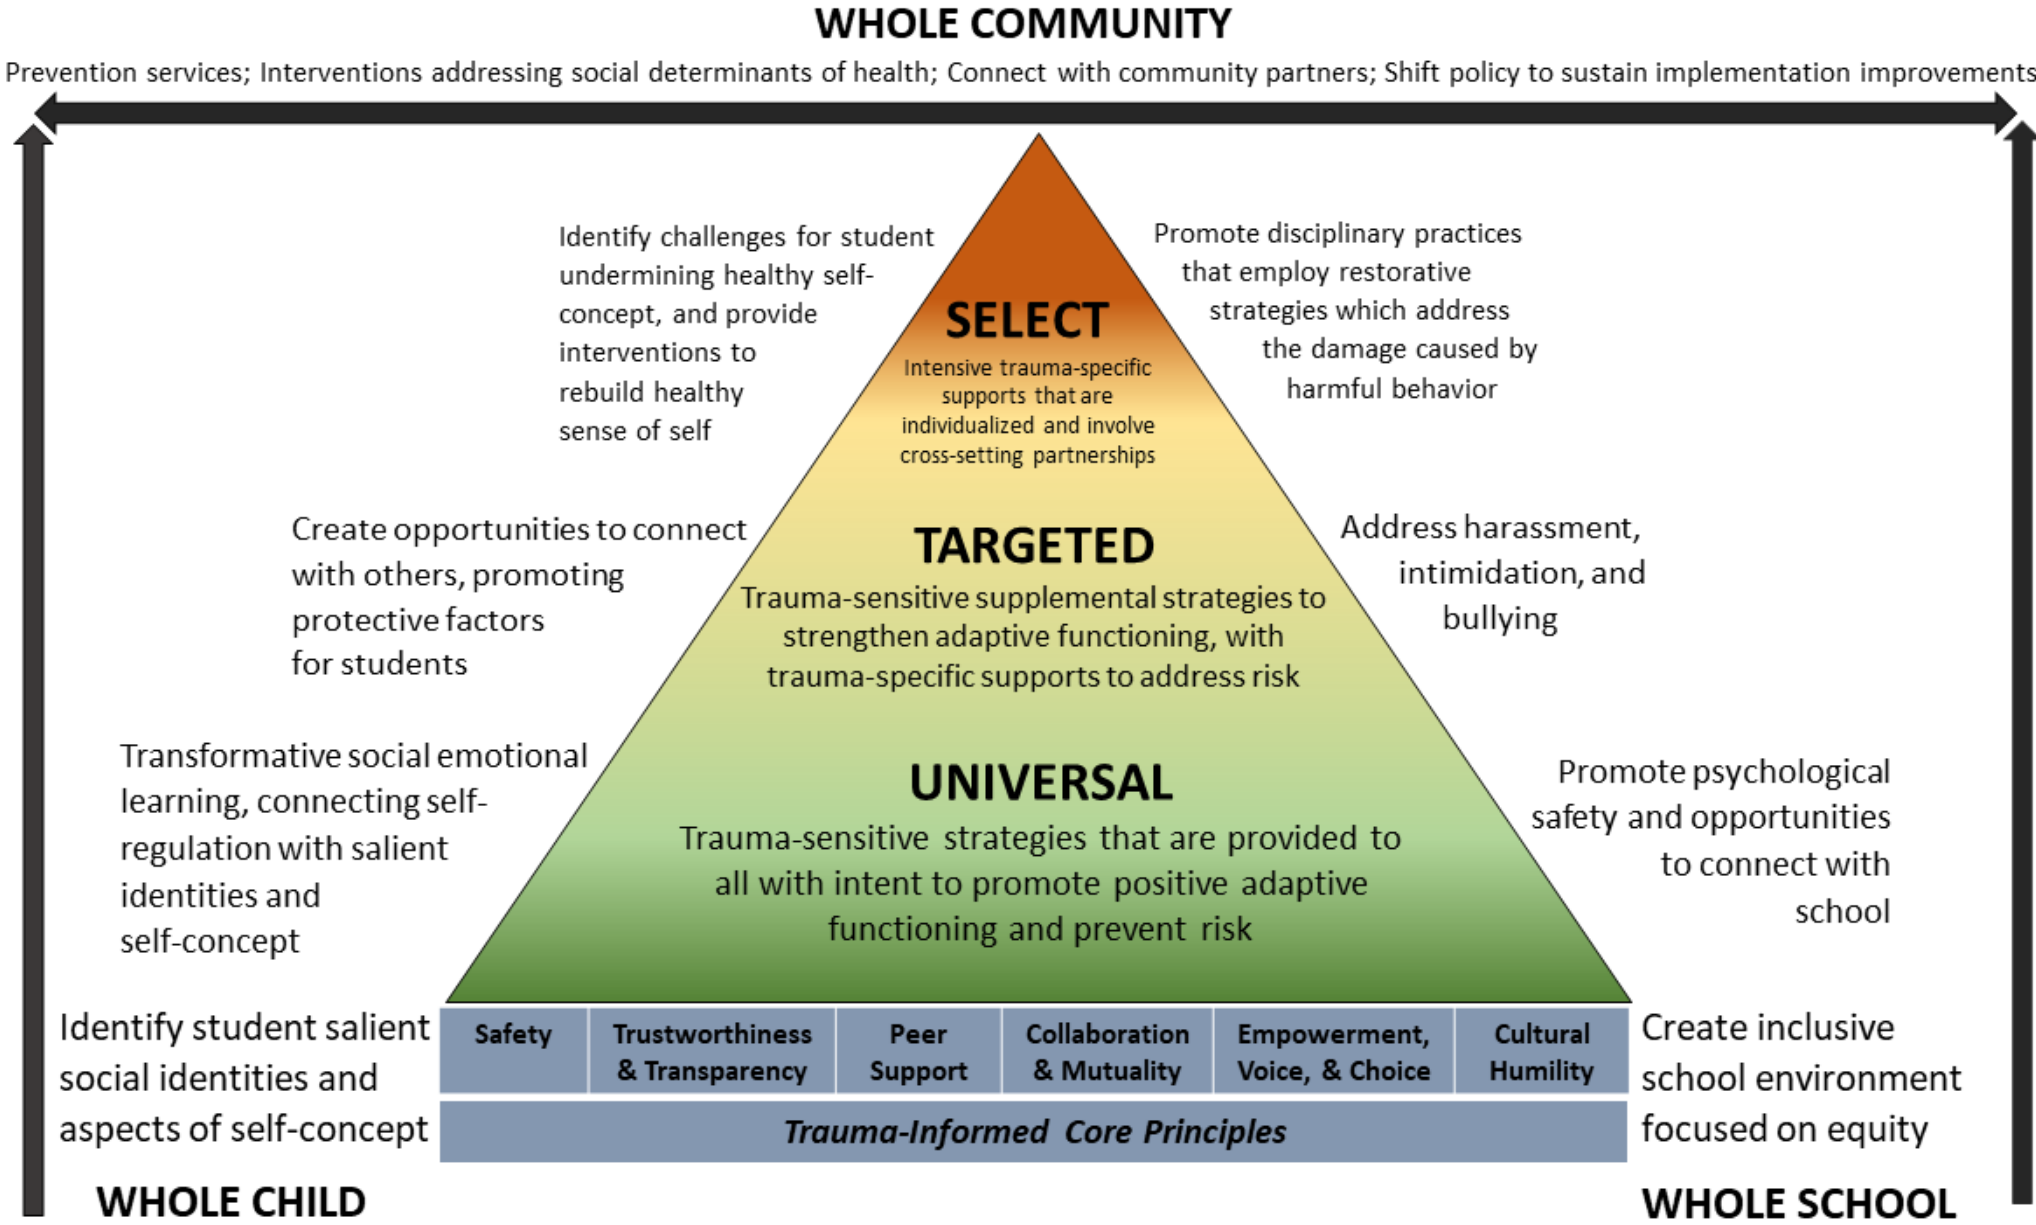 WHOLE COMMUNITY
Prevention services; Interventions addressing social determinants of health; Connect with community partners; Shift policy to sustain implementation improvements
Identify challenges for student
undermining healthy self-
concept, and provide
interventions to
rebuild healthy
sense of self
Promote disciplinary practices
that employ restorative
strategies which address
the damage caused by
harmful behavior
SELECT
Intensive trauma-specific
supports that are
individualized and involve
cross-setting partnerships
Create opportunities to connect
with others, promoting
protective factors
for students
TARGETED
Trauma-sensitive supplemental strategies to
strengthen adaptive functioning, with
trauma-specific supports to address risk
Address harassment,
intimidation, and
bullying
Transformative social emotional
learning, connecting self-
regulation with salient
identities and
self-concept
UNIVERSAL
Trauma-sensitive strategies that are provided to
all with intent to promote positive adaptive
functioning and prevent risk
Promote psychological
safety and opportunities
to connect with
school
Identify student salient
social identities and
aspects of self-concept
Safety
Trustworthiness
& Transparency
Peer
Support
Collaboration
& Mutuality
Empowerment,
Voice, & Choice
Cultural
Humility
Trauma-Informed Core Principles
Create inclusive
school environment
focused on equity
WHOLE CHILD
WHOLE SCHOOL